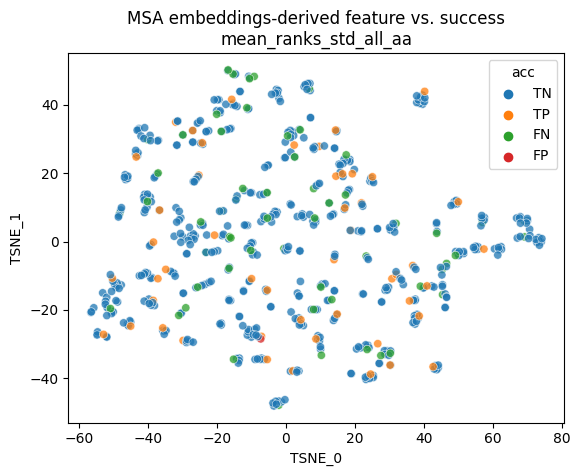 MSA embeddings-derived feature vs. success
mean_ranks_std_all_aa
acc
TN
TP
FN
FP
TSNE_1
40
20
0
−20
−40
−60
−40
−20
0
20
40
60
80
TSNE_0